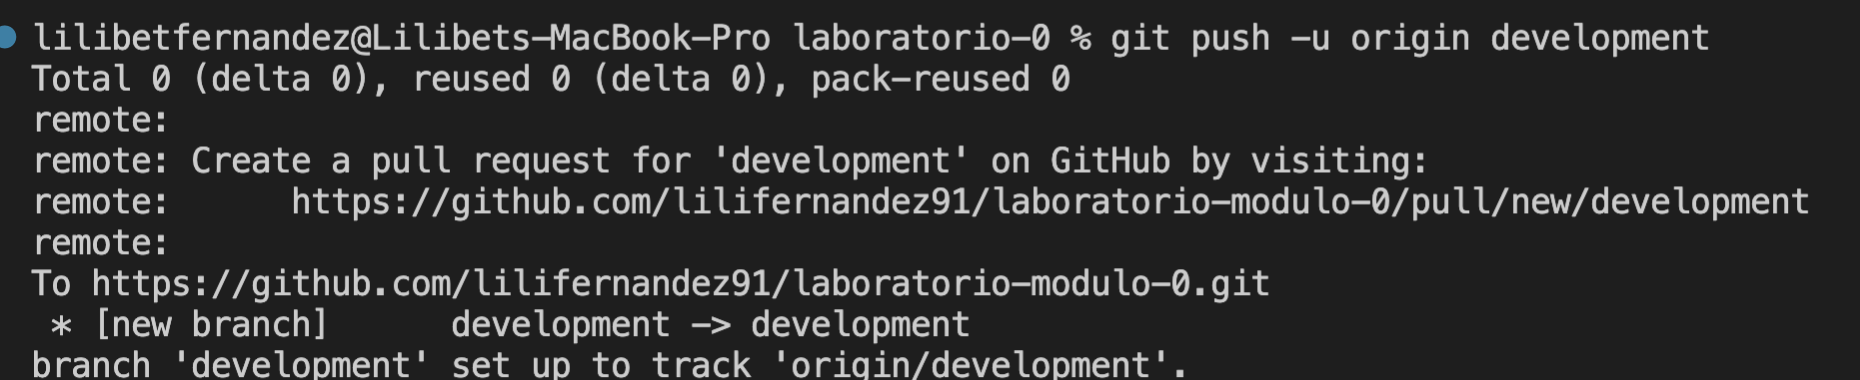 lilibetfernandez@Lilibets-MacBook-Pro laboratorio-0 % git push -u origin development
Total 0 (delta 0), reused 0 (delta 0), pack-reused 0
remote:
remote: Create a pull request for 'development' on GitHub by visiting:
remote:      https://github.com/lilifernandez91/laboratorio-modulo-0/pull/new/development
remote:
To https://github.com/lilifernandez91/laboratorio-modulo-0.git
 * [new branch]      development -> development
branch 'development' set up to track 'origin/development'.